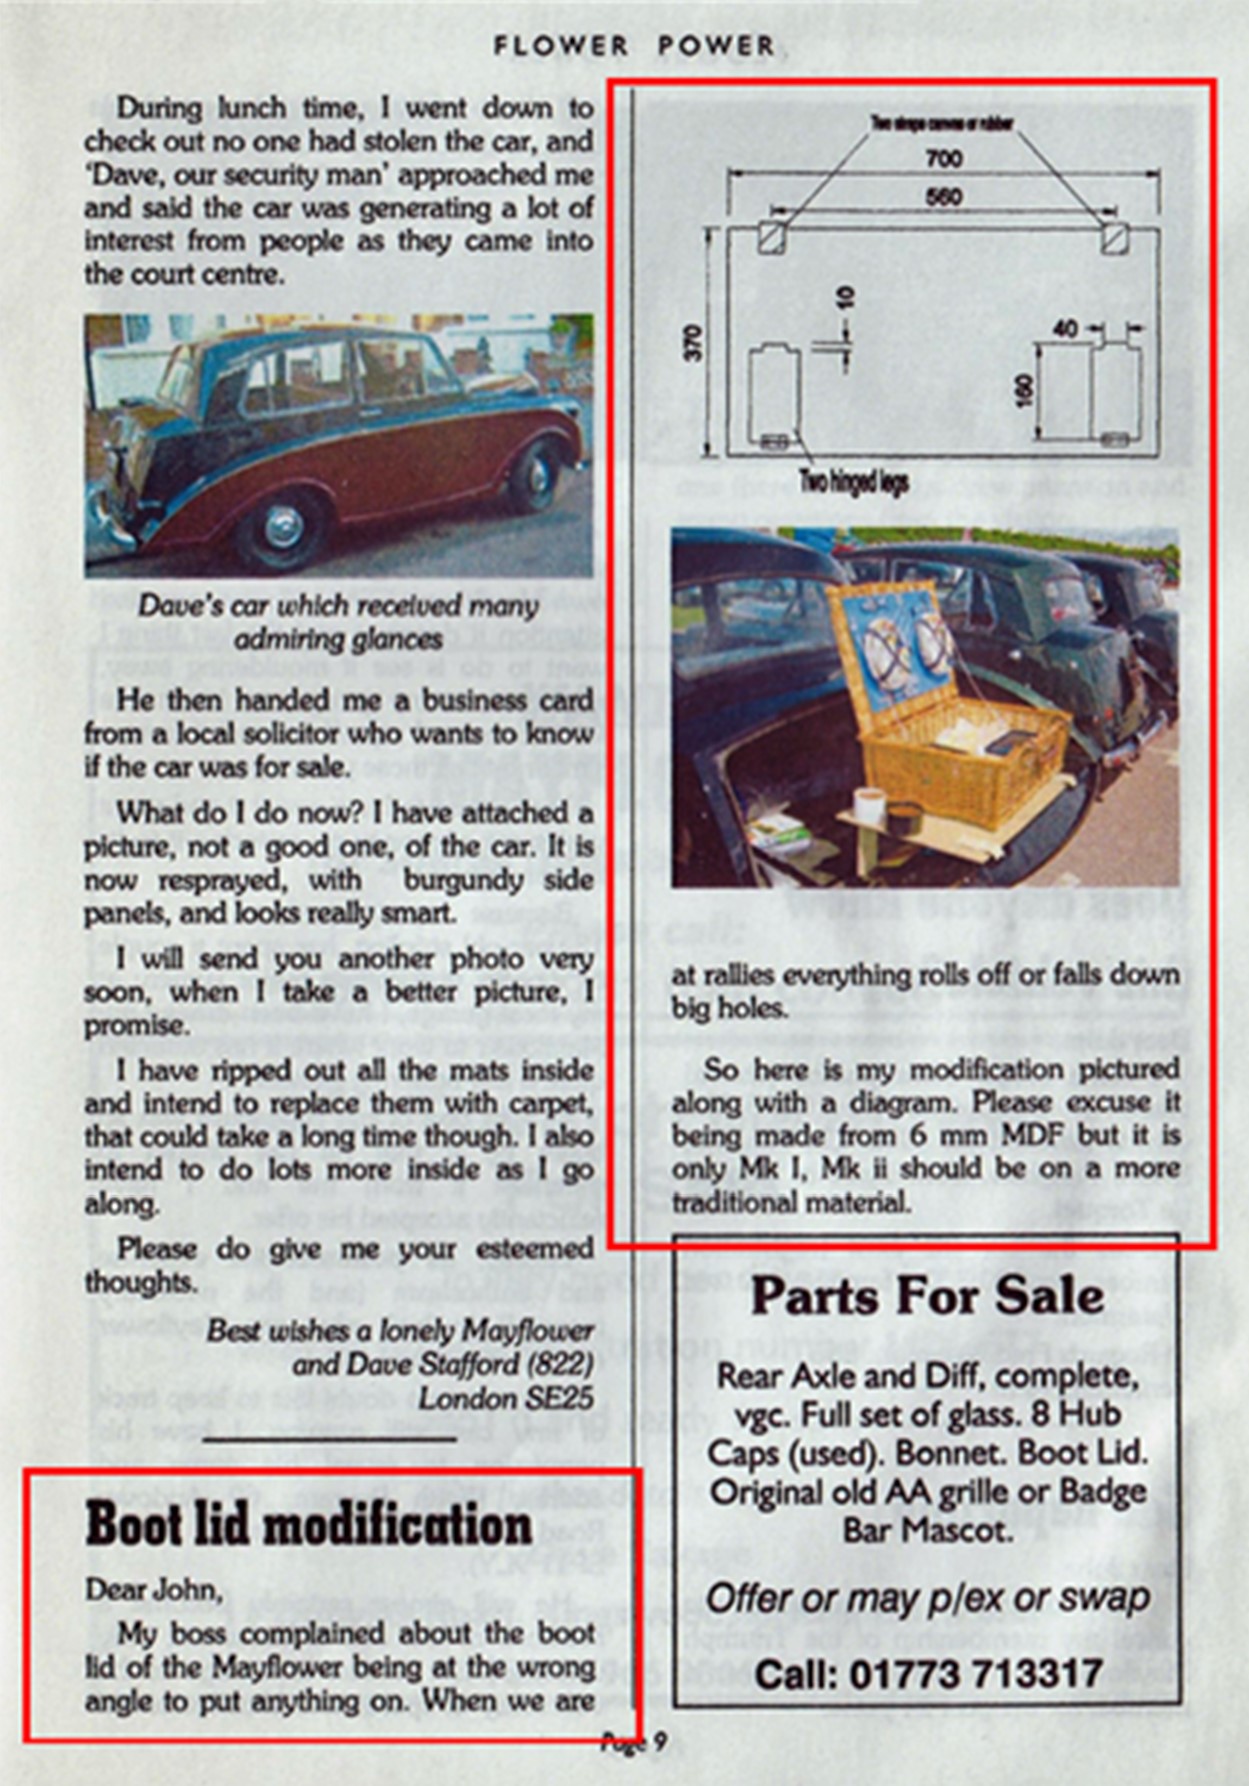 FLOWER POWER
During lunch time, I went down to
check out no one had stolen the car, and
‘Dave, our security man’ approached me
and said the car was generating a lot of
interest from people as they came into
the court centre.
Dave's car which received many
admiring glances
He then handed me a business card
from a local solicitor who wants to know
if the car was for sale.
What do I do now? I have attached a
picture, not a good one, of the car. It is
now resprayed, with burgundy side
panels, and looks really smart.
I will send you another photo very
soon, when I take a better picture, I
promise.
I have ripped out all the mats inside
and intend to replace them with carpet,
that could take a long time though. I also
intend to do lots more inside as I go
along.
Please do give me your esteemed
thoughts.
Best wishes a lonely Mayflower
and Dave Stafford (822)
London SE25
Boot lid modification
Dear John,
My boss complained about the boot
lid of the Mayflower being at the wrong
angle to put anything on. When we are
Two straps canvas or rubber
700
560
370
10
40
160
Two hinged legs
at rallies everything rolls off or falls down
big holes.
So here is my modification pictured
along with a diagram. Please excuse it
being made from 6 mm MDF but it is
only Mk I, Mk ii should be on a more
traditional material.
Parts For Sale
Rear Axle and Diff, complete,
vgc. Full set of glass. 8 Hub
Caps (used). Bonnet. Boot Lid.
Original old AA grille or Badge
Bar Mascot.
Offer or may p/ex or swap
Call: 01773 713317
Page 9